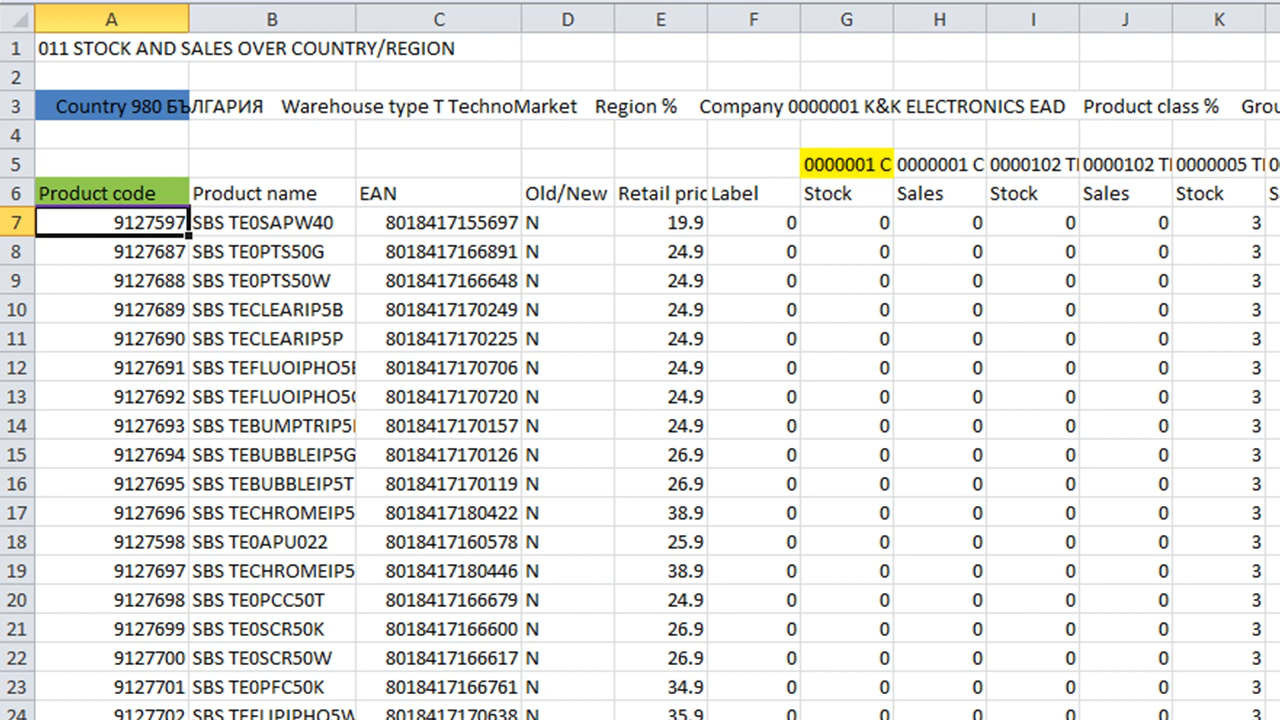 A B C D E F G H I J K
1 011 STOCK AND SALES OVER COUNTRY/REGION
2
3 Country 980 БЪЛГАРИЯ Warehouse type T TechnoMarket Region % Company 0000001 K&K ELECTRONICS EAD Product class %
4
5 0000001 C 0000001 C 0000102 0000102 0000005
6 Product code Product name EAN Old/New Retail Label Stock Sales Stock Sales Stock
7 9127597 SBS TE0SAPW40 8018417155697 N 19.9 0 0 0 0 0 3
8 9127687 SBS TE0PTS50G 8018417166891 N 24.9 0 0 0 0 0 3
9 9127688 SBS TE0PTS50W 8018417166648 N 24.9 0 0 0 0 0 3
10 9127689 SBS TECLEARIP5B 8018417170249 N 24.9 0 0 0 0 0 3
11 9127690 SBS TECLEARIP5P 8018417170225 N 24.9 0 0 0 0 0 3
12 9127691 SBS TEFLUOIPHO5 8018417170706 N 24.9 0 0 0 0 0 3
13 9127692 SBS TEFLUOIPHO5 8018417170720 N 24.9 0 0 0 0 0 3
14 9127693 SBS TEBUMPTRIP5 8018417170157 N 24.9 0 0 0 0 0 3
15 9127694 SBS TEBUBBLEIP5G 8018417170126 N 26.9 0 0 0 0 0 3
16 9127695 SBS TEBUBBLEIP5T 8018417170119 N 26.9 0 0 0 0 0 3
17 9127696 SBS TECHROMEIP5 8018417180422 N 38.9 0 0 0 0 0 3
18 9127598 SBS TE0APU022 8018417160578 N 25.9 0 0 0 0 0 3
19 9127697 SBS TECHROMEIP5 8018417180446 N 38.9 0 0 0 0 0 3
20 9127698 SBS TE0PCC50T 8018417166679 N 24.9 0 0 0 0 0 3
21 9127699 SBS TE0SCR50K 8018417166600 N 26.9 0 0 0 0 0 3
22 9127700 SBS TE0SCR50W 8018417166617 N 26.9 0 0 0 0 0 3
23 9127701 SBS TE0PFC50K 8018417166761 N 34.9 0 0 0 0 0 3
24 9127702 SBS TEFLIPIPHO5W 8018417170638 N 35.9 0 0 0 0 0 3